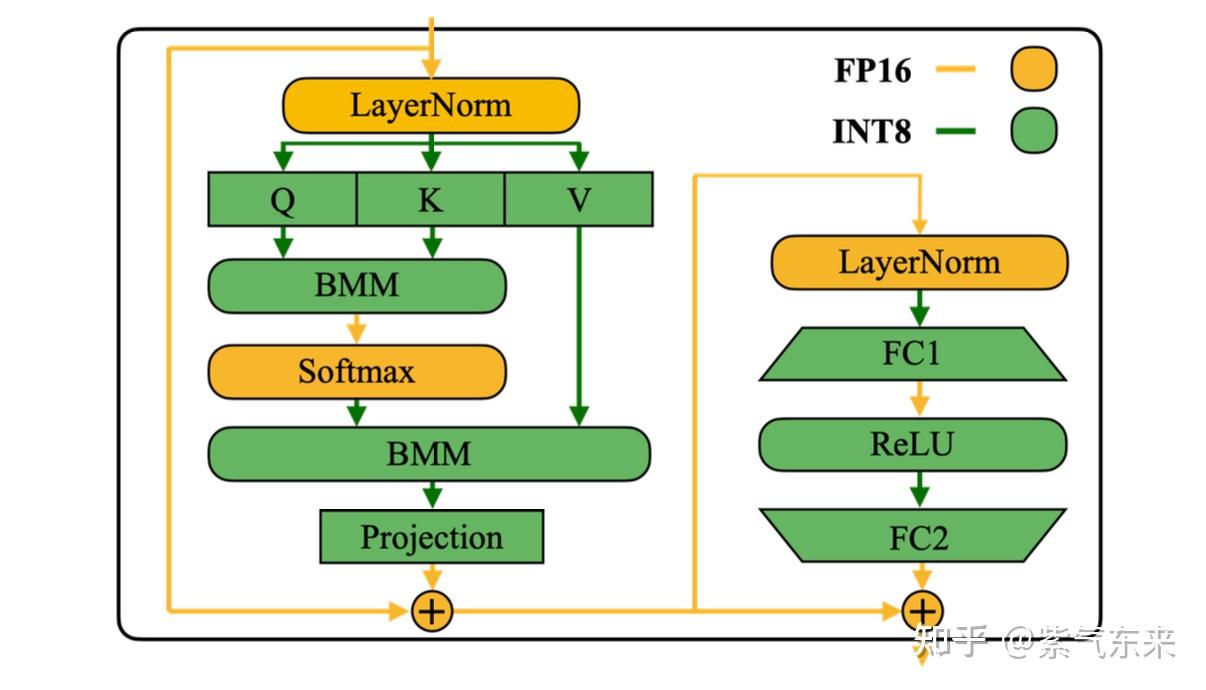 FP16
INT8
LayerNorm
Q K V
BMM
Softmax
BMM
Projection
LayerNorm
FC1
ReLU
FC2
知乎 @紫气东来